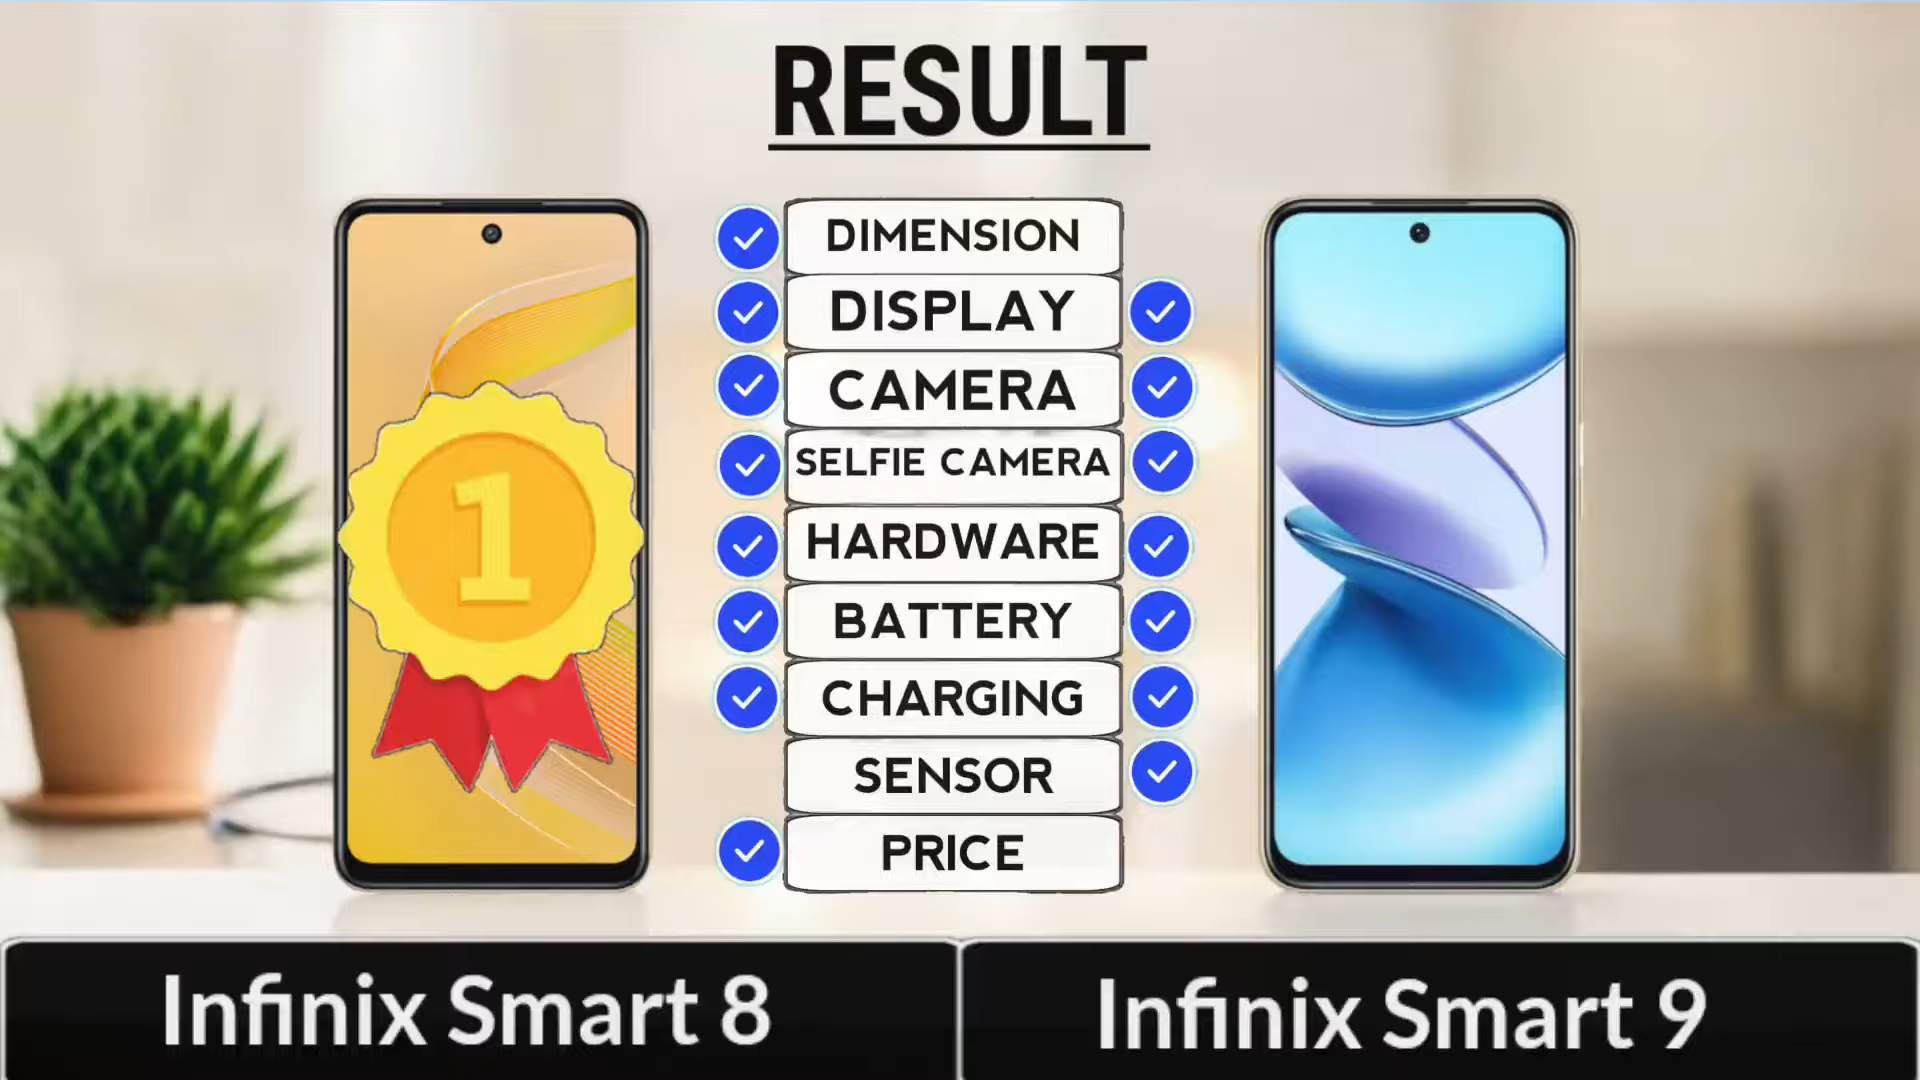 RESULT
DIMENSION
DISPLAY
CAMERA
SELFIE CAMERA
HARDWARE
BATTERY
CHARGING
SENSOR
PRICE
1
Infinix Smart 8
Infinix Smart 9